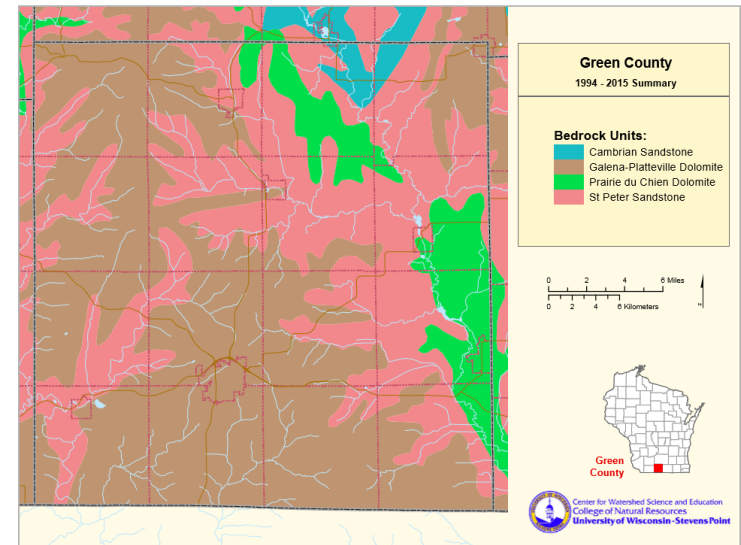 Green County
1994 - 2015 Summary
Bedrock Units:
Cambrian Sandstone
Galena-Platteville Dolomite
Prairie du Chien Dolomite
St Peter Sandstone
0 2 4 6 Miles
0 2 4 6 Kilometers
Green
County
Center for Watershed Science and Education
College of Natural Resources
University of Wisconsin - Stevens Point